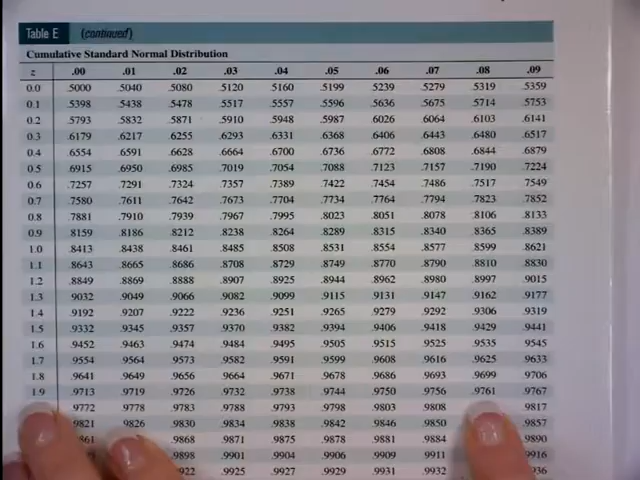 Table E (continued)
Cumulative Standard Normal Distribution
z .00 .01 .02 .03 .04 .05 .06 .07 .08 .09
0.0 .5000 .5040 .5080 .5120 .5160 .5199 .5239 .5279 .5319 .5359
0.1 .5398 .5438 .5478 .5517 .5557 .5596 .5636 .5675 .5714 .5753
0.2 .5793 .5832 .5871 .5910 .5948 .5987 .6026 .6064 .6103 .6141
0.3 .6179 .6217 .6255 .6293 .6331 .6368 .6406 .6443 .6480 .6517
0.4 .6554 .6591 .6628 .6664 .6700 .6736 .6772 .6808 .6844 .6879
0.5 .6915 .6950 .6985 .7019 .7054 .7088 .7123 .7157 .7190 .7224
0.6 .7257 .7291 .7324 .7357 .7389 .7422 .7454 .7486 .7517 .7549
0.7 .7580 .7611 .7642 .7673 .7704 .7734 .7764 .7794 .7823 .7852
0.8 .7881 .7910 .7939 .7967 .7995 .8023 .8051 .8078 .8106 .8133
0.9 .8159 .8186 .8212 .8238 .8264 .8289 .8315 .8340 .8365 .8389
1.0 .8413 .8438 .8461 .8485 .8508 .8531 .8554 .8577 .8599 .8621
1.1 .8643 .8665 .8686 .8708 .8729 .8749 .8770 .8790 .8810 .8830
1.2 .8849 .8869 .8888 .8907 .8925 .8944 .8962 .8980 .8997 .9015
1.3 .9032 .9049 .9066 .9082 .9099 .9115 .9131 .9147 .9162 .9177
1.4 .9192 .9207 .9222 .9236 .9251 .9265 .9279 .9292 .9306 .9319
1.5 .9332 .9345 .9357 .9370 .9382 .9394 .9406 .9418 .9429 .9441
1.6 .9452 .9463 .9474 .9484 .9495 .9505 .9515 .9525 .9535 .9545
1.7 .9554 .9564 .9573 .9582 .9591 .9599 .9608 .9616 .9625 .9633
1.8 .9641 .9649 .9656 .9664 .9671 .9678 .9686 .9693 .9699 .9706
1.9 .9713 .9719 .9726 .9732 .9738 .9744 .9750 .9756 .9761 .9767
.9772 .9778 .9783 .9788 .9793 .9798 .9803 .9808 .9817
.9821 .9826 .9830 .9834 .9838 .9842 .9846 .9850 .9857
.9868 .9871 .9875 .9878 .9881 .9884 .9890
.9898 .9901 .9904 .9906 .9909 .9911 .9916
.9925 .9927 .9929 .9931 .9932